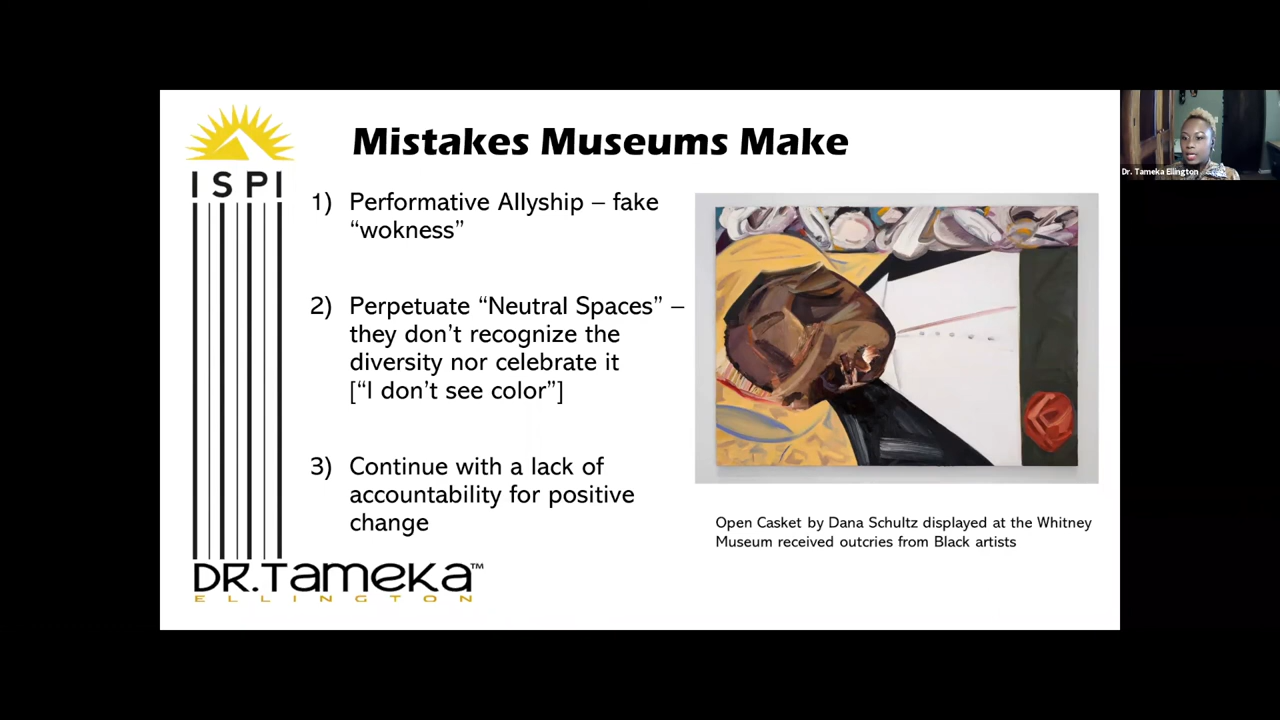 Mistakes Museums Make
ISPI
1) Performative Allyship – fake
“wokness”
2) Perpetuate “Neutral Spaces” –
they don’t recognize the
diversity nor celebrate it
[“I don’t see color”]
3) Continue with a lack of
accountability for positive
change
Open Casket by Dana Schultz displayed at the Whitney
Museum received outcries from Black artists
DR.TAMEKA™
ELLINGTON
Dr. Tameka Ellington